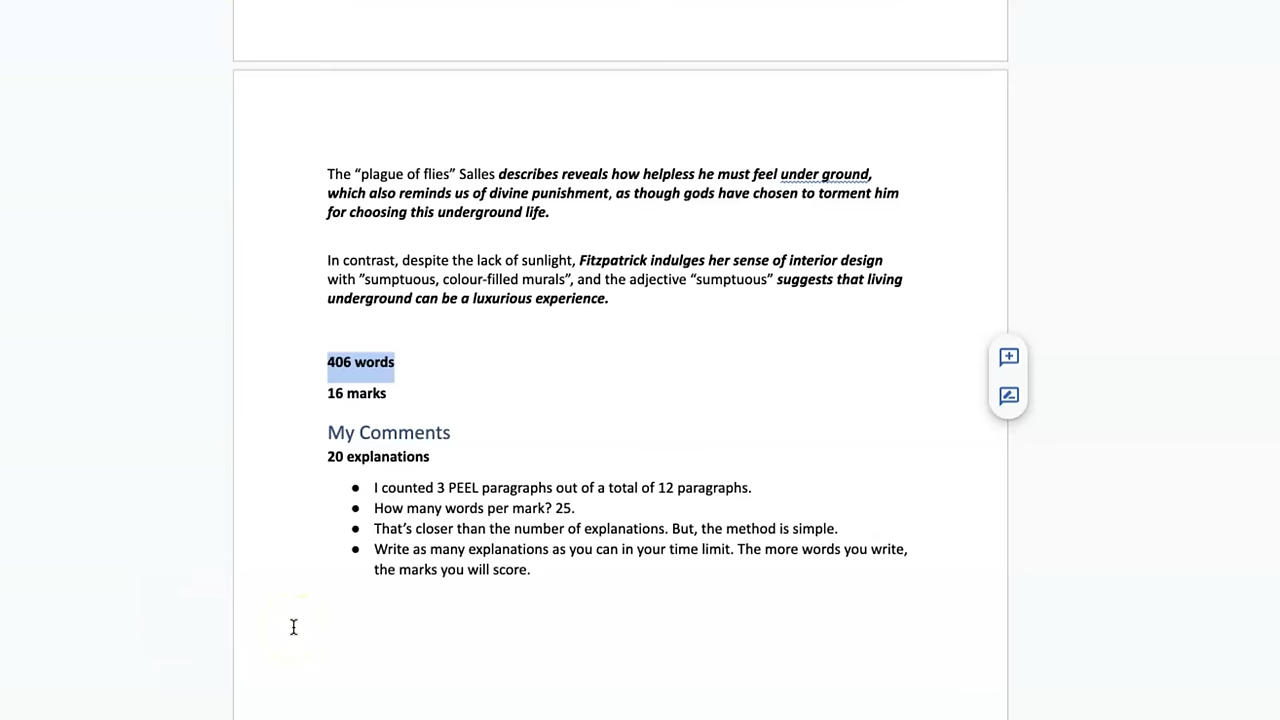 The “plague of flies” Salles describes reveals how helpless he must feel under ground,
which also reminds us of divine punishment, as though gods have chosen to torment him
for choosing this underground life.
In contrast, despite the lack of sunlight, Fitzpatrick indulges her sense of interior design
with ”sumptuous, colour-filled murals”, and the adjective “sumptuous” suggests that living
underground can be a luxurious experience.
406 words
16 marks
My Comments
20 explanations
● I counted 3 PEEL paragraphs out of a total of 12 paragraphs.
● How many words per mark? 25.
● That’s closer than the number of explanations. But, the method is simple.
● Write as many explanations as you can in your time limit. The more words you write,
the marks you will score.